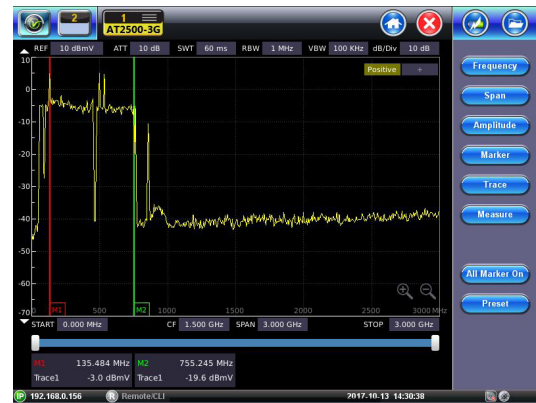 2
1
AT2500-3G
REF 10 dBmV ATT 10 dB SWT 60 ms RBW 1 MHz VBW 100 KHz dB/Div 10 dB
Positive +
10
0
-10
-20
-30
-40
-50
-60
-70
0 M1 500 M2 1000 1500 2000 2500 3000 MHz
START 0.000 MHz CF 1.500 GHz SPAN 3.000 GHz STOP 3.000 GHz
M1 135.484 MHz M2 755.245 MHz
Trace1 -3.0 dBmV Trace1 -19.6 dBmV
Frequency
Span
Amplitude
Marker
Trace
Measure
All Marker On
Preset
IP 192.168.0.156 R Remote/CLI 2017-10-13 14:30:38